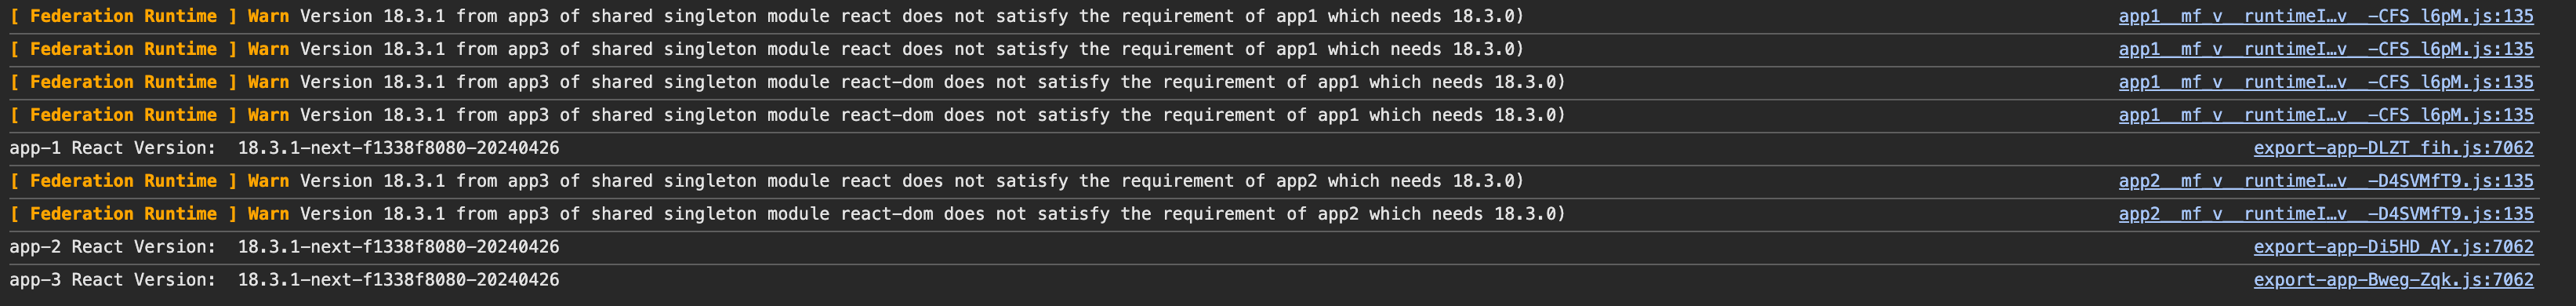 [ Federation Runtime ] Warn Version 18.3.1 from app3 of shared singleton module react does not satisfy the requirement of app1 which needs 18.3.0) app1__mf_v__runtimeI…v__-CFS_l6pM.js:135
[ Federation Runtime ] Warn Version 18.3.1 from app3 of shared singleton module react does not satisfy the requirement of app1 which needs 18.3.0) app1__mf_v__runtimeI…v__-CFS_l6pM.js:135
[ Federation Runtime ] Warn Version 18.3.1 from app3 of shared singleton module react-dom does not satisfy the requirement of app1 which needs 18.3.0) app1__mf_v__runtimeI…v__-CFS_l6pM.js:135
[ Federation Runtime ] Warn Version 18.3.1 from app3 of shared singleton module react-dom does not satisfy the requirement of app1 which needs 18.3.0) app1__mf_v__runtimeI…v__-CFS_l6pM.js:135
app-1 React Version:  18.3.1-next-f1338f8080-20240426 export-app-DLZT_fih.js:7062
[ Federation Runtime ] Warn Version 18.3.1 from app3 of shared singleton module react does not satisfy the requirement of app2 which needs 18.3.0) app2__mf_v__runtimeI…v__-D4SVMfT9.js:135
[ Federation Runtime ] Warn Version 18.3.1 from app3 of shared singleton module react-dom does not satisfy the requirement of app2 which needs 18.3.0) app2__mf_v__runtimeI…v__-D4SVMfT9.js:135
app-2 React Version:  18.3.1-next-f1338f8080-20240426 export-app-Di5HD_AY.js:7062
app-3 React Version:  18.3.1-next-f1338f8080-20240426 export-app-Bweg-Zqk.js:7062